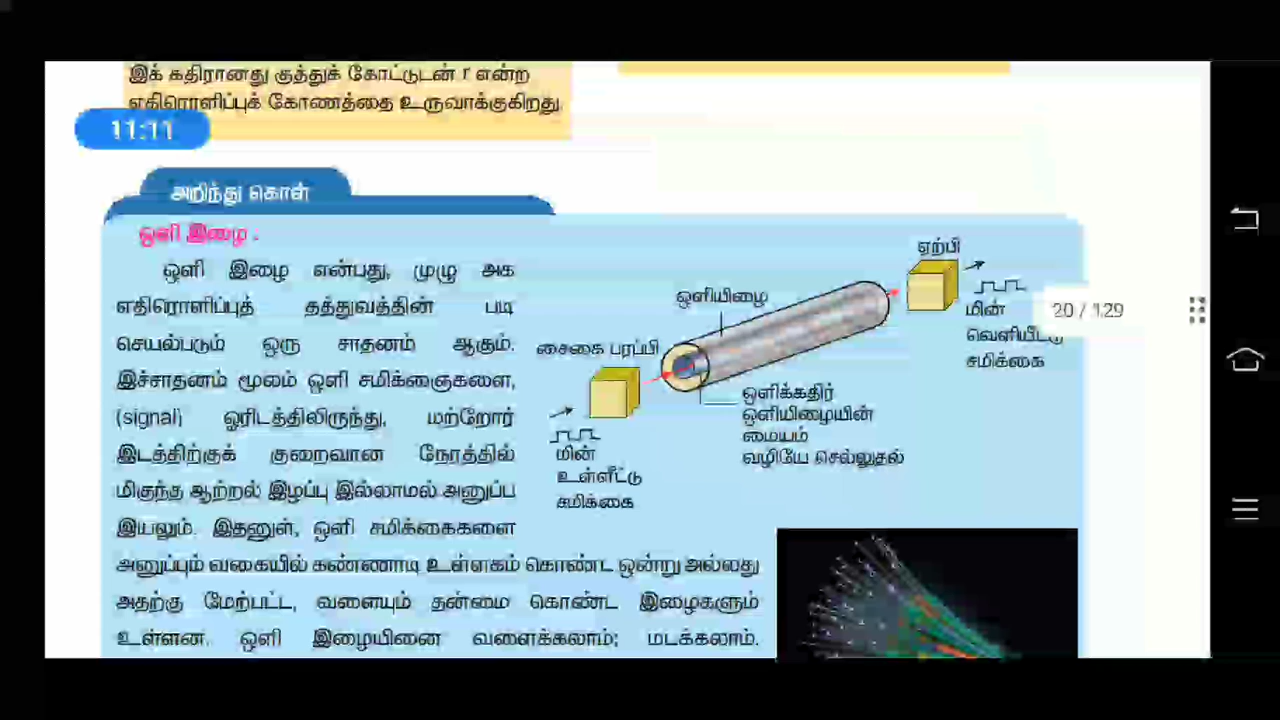 இக் கதிரானது குத்துக் கோட்டுடன் r என்ற
எதிரொளிப்புக் கோணத்தை உருவாக்குகிறது.
11:11
அறிந்து கொள்
ஒளி இழை :
ஒளி இழை என்பது, முழு அக
எதிரொளிப்புத் தத்துவத்தின் படி
செயல்படும் ஒரு சாதனம் ஆகும்.
இச்சாதனம் மூலம் ஒளி சமிக்ஞைகளை,
(signal) ஓரிடத்திலிருந்து, மற்றோர்
இடத்திற்குக் குறைவான நேரத்தில்
மிகுந்த ஆற்றல் இழப்பு இல்லாமல் அனுப்ப
இயலும். இதனுள், ஒளி சமிக்கைகளை
அனுப்பும் வகையில் கண்ணாடி உள்ளகம் கொண்ட ஒன்று அல்லது
அதற்கு மேற்பட்ட, வளையும் தன்மை கொண்ட இழைகளும்
உள்ளன. ஒளி இழையினை வளைக்கலாம்; மடக்கலாம்.
ஏற்பி
ஒளியிழை
மின்
வெளியீட்டு
சமிக்கை
சைகை பரப்பி
ஒளிக்கதிர்
ஒளியிழையின்
மையம்
வழியே செல்லுதல்
மின்
உள்ளீட்டு
சமிக்கை
20 / 129